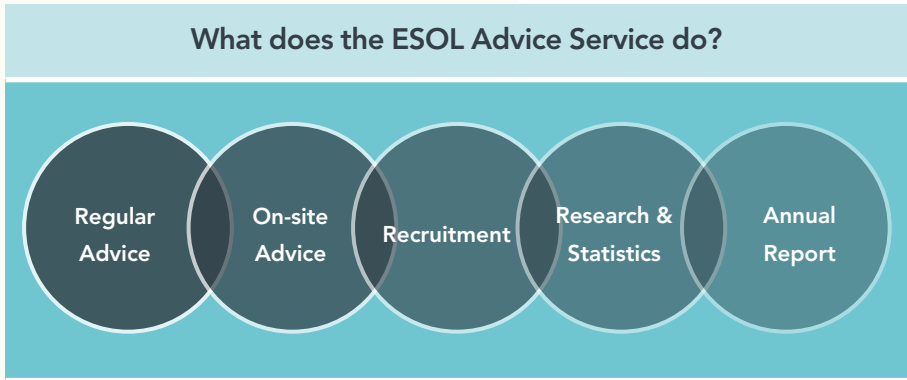 What does the ESOL Advice Service do?
Regular
Advice
On-site
Advice
Recruitment
Research &
Statistics
Annual
Report